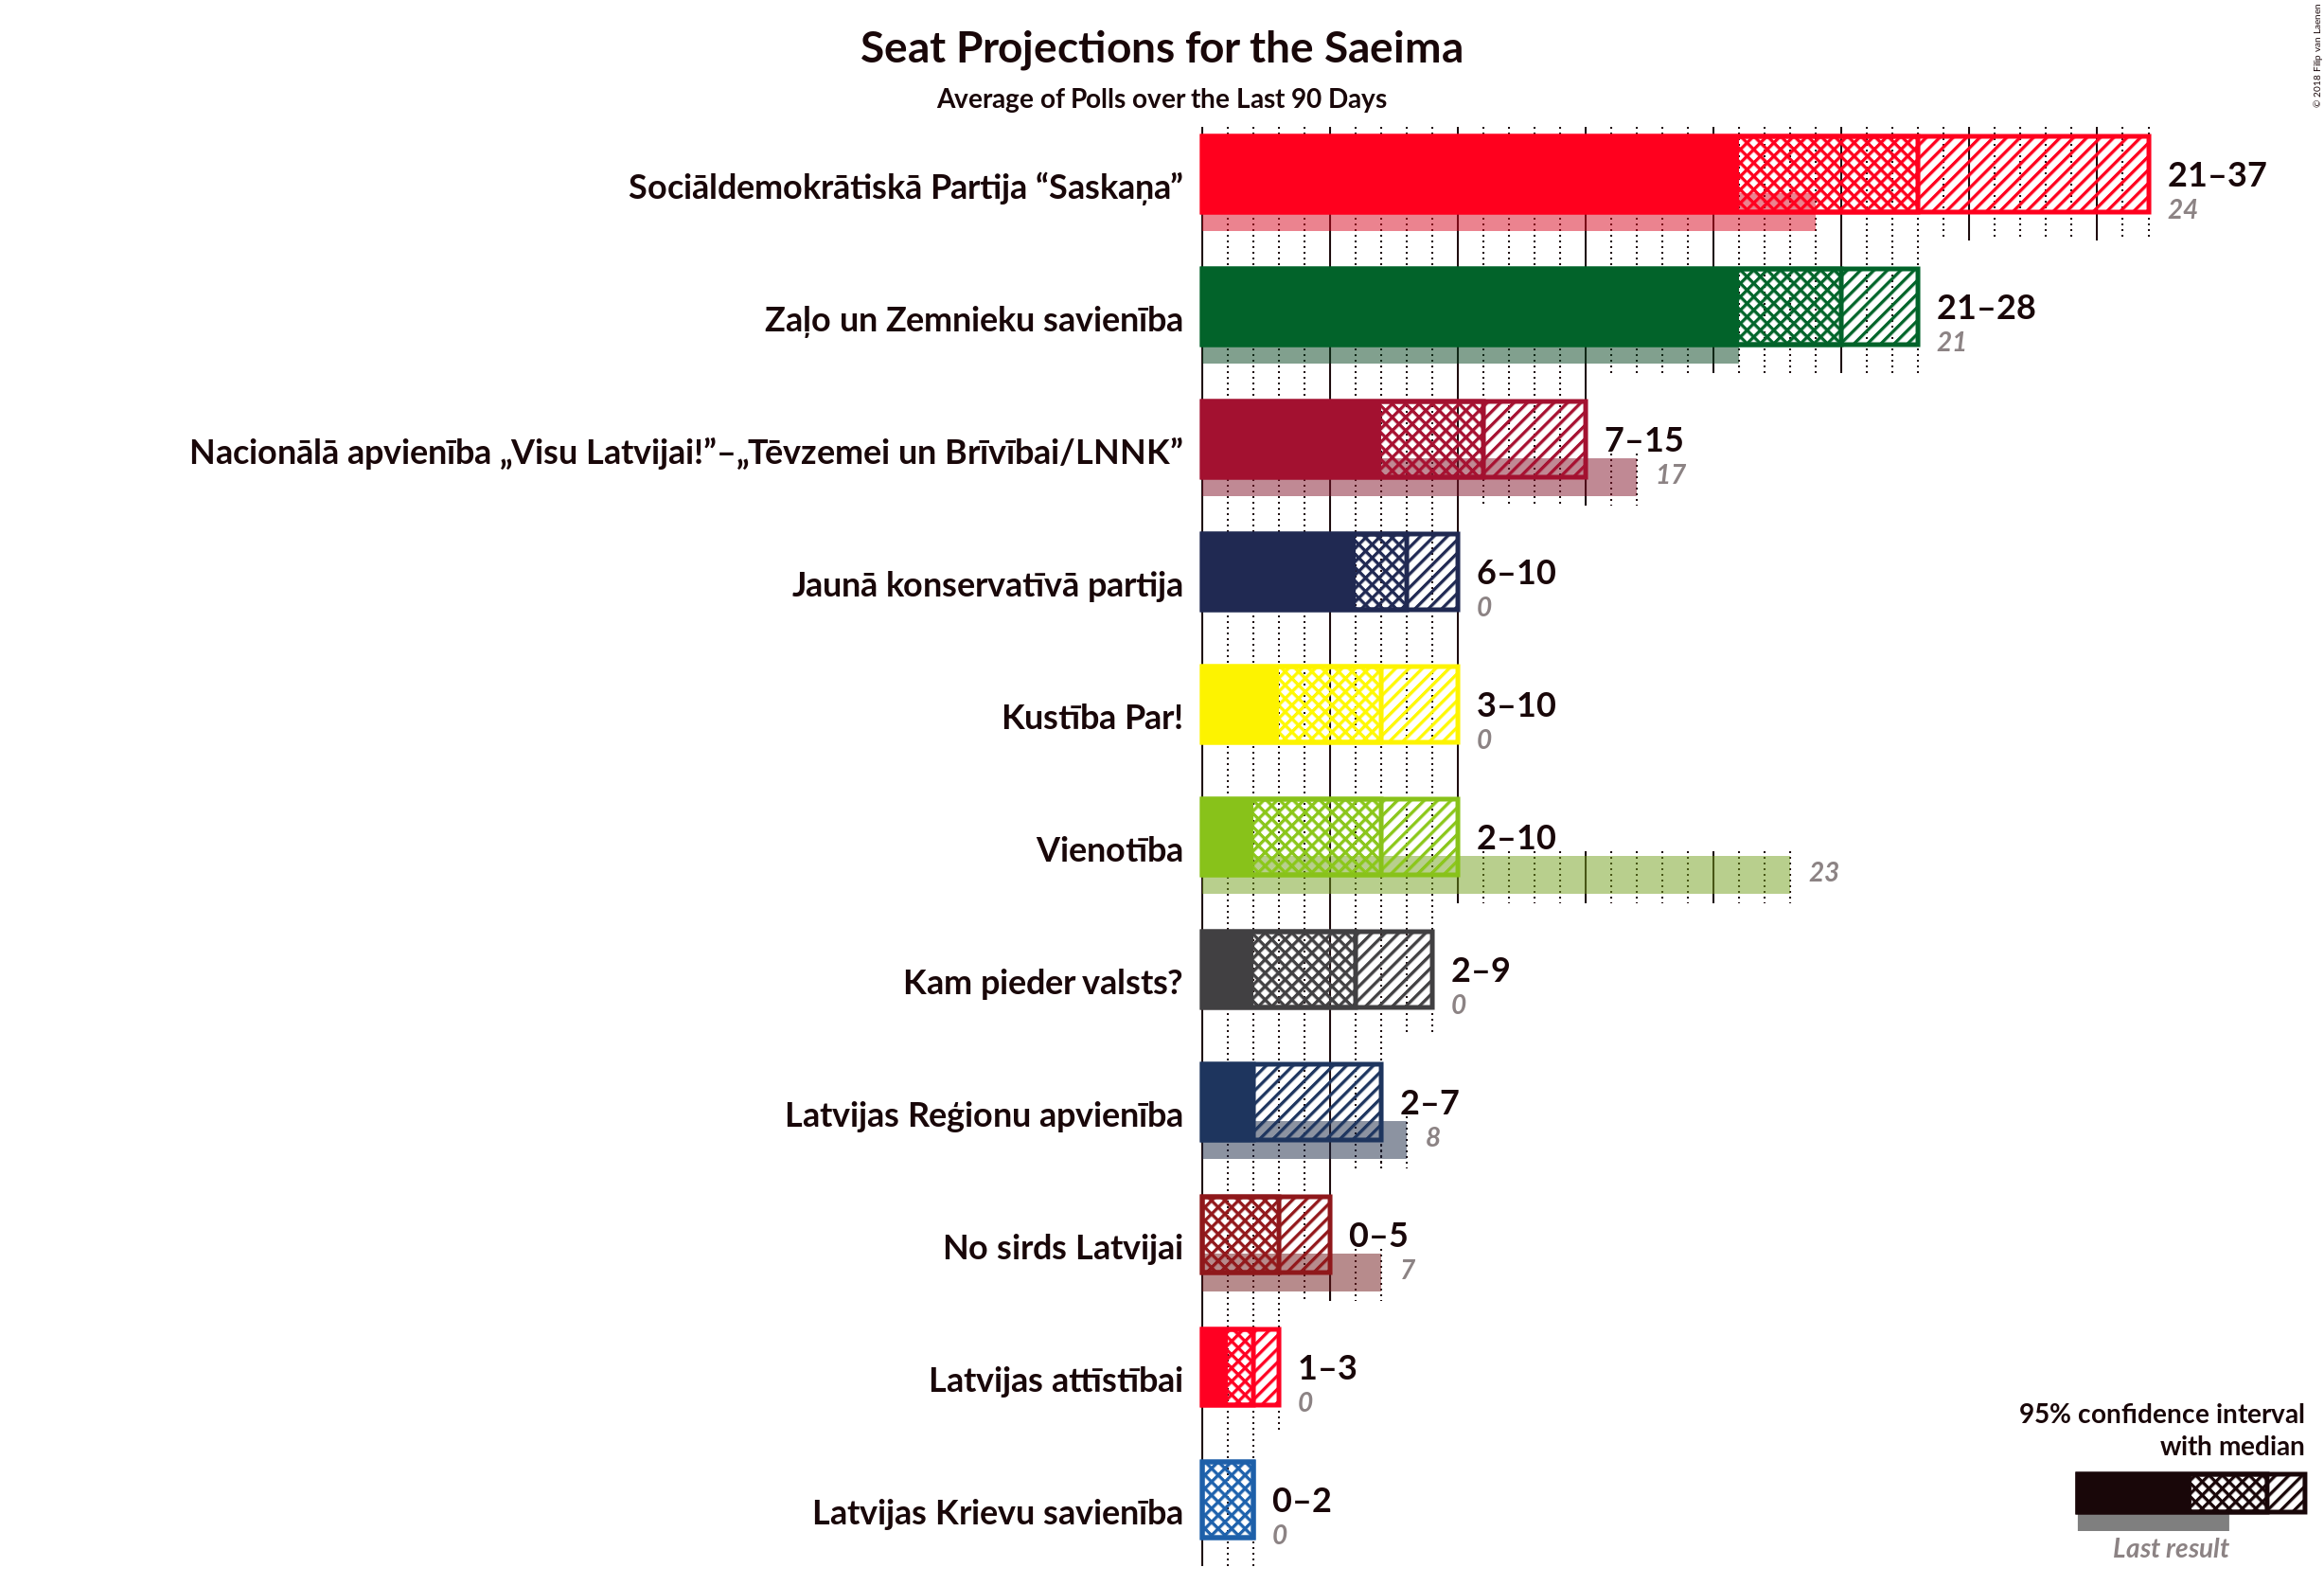 Seat Projections for the Saeima
Average of Polls over the Last 90 Days
© 2018 Filip van Laenen
Sociāldemokrātiskā Partija “Saskaņa”
21–37
24
Zaļo un Zemnieku savienība
21–28
21
Nacionālā apvienība „Visu Latvijai!”–„Tēvzemei un Brīvībai/LNNK”
7–15
17
Jaunā konservatīvā partija
6–10
0
Kustība Par!
3–10
0
Vienotība
2–10
23
Kam pieder valsts?
2–9
0
Latvijas Reģionu apvienība
2–7
8
No sirds Latvijai
0–5
7
Latvijas attīstībai
1–3
0
Latvijas Krievu savienība
0–2
0
95% confidence interval
with median
Last result